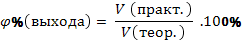 φ%(выхода) = V (практ.) / V(теор.) .100%